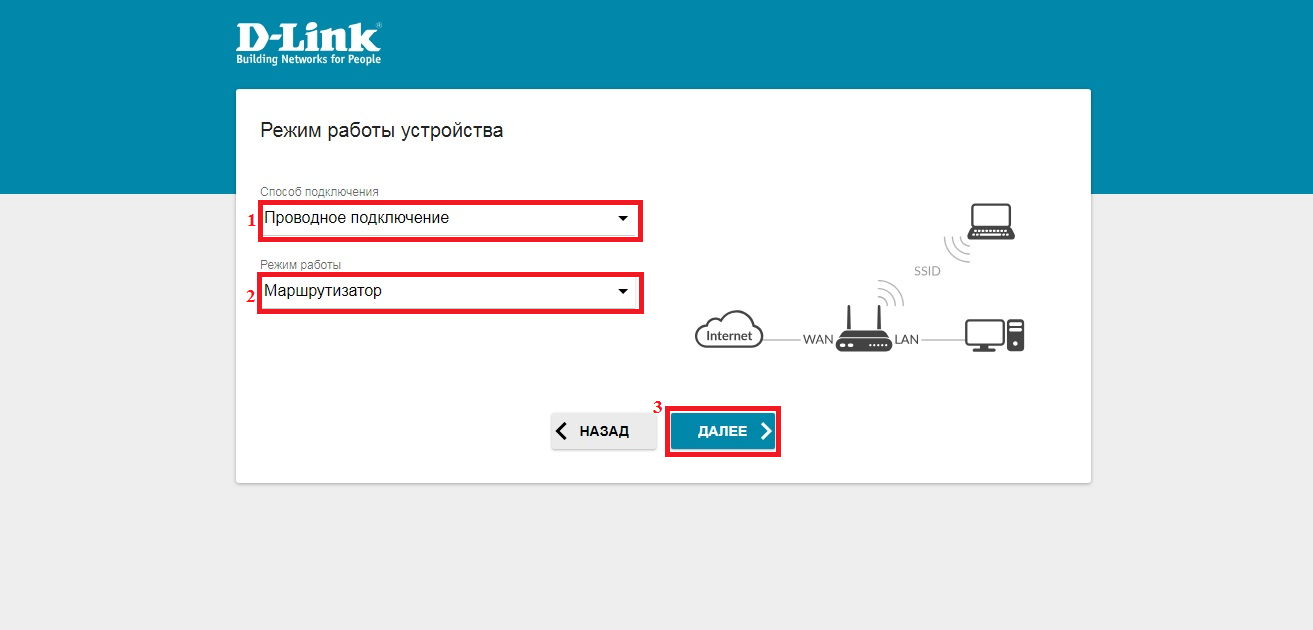 D-Link®
Building Networks for People
Режим работы устройства
Способ подключения
1 Проводное подключение
Режим работы
2 Маршрутизатор
SSID
Internet WAN LAN
3
НАЗАД ДАЛЕЕ